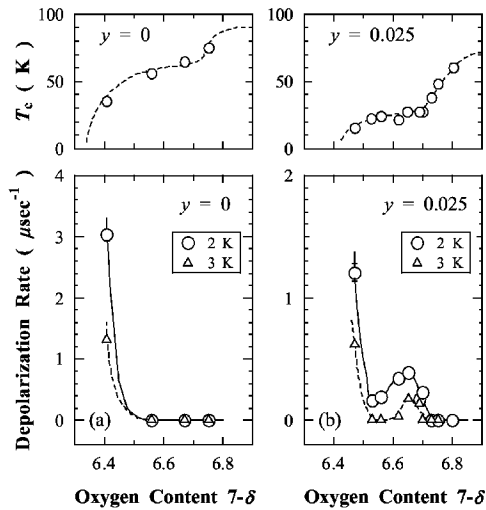 100
50
0
T_c ( K )
y = 0
100
50
0
y = 0.025
4
3
2
1
0
Depolarization Rate ( μsec⁻¹ )
y = 0
2 K
3 K
(a)
6.4 6.6 6.8
Oxygen Content 7-δ
2
1
0
y = 0.025
2 K
3 K
(b)
6.4 6.6 6.8
Oxygen Content 7-δ